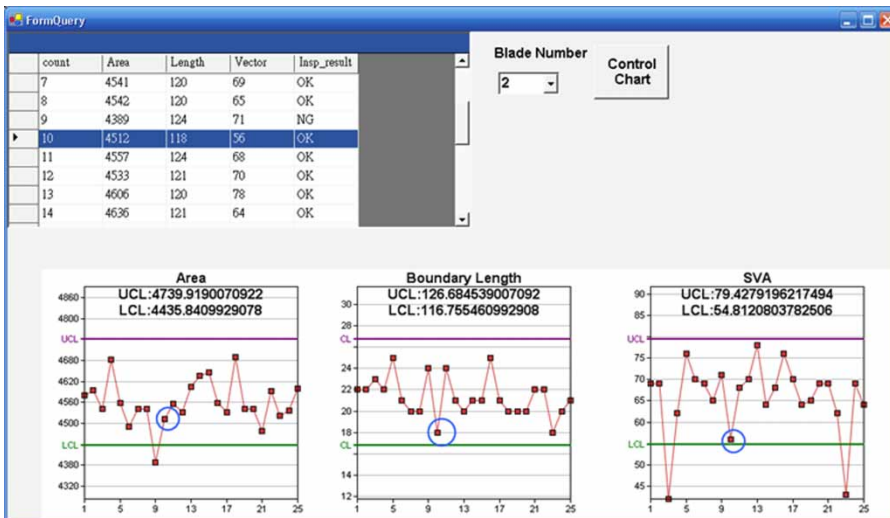 FormQuery
count Area Length Vector Insp_result
7 4541 120 69 OK
8 4542 120 65 OK
9 4389 124 71 NG
10 4512 118 56 OK
11 4557 124 68 OK
12 4533 121 70 OK
13 4606 120 78 OK
14 4636 121 64 OK
Blade Number
2
Control
Chart
Area
UCL:4739.9190070922
LCL:4435.8409929078
4860
4800
UCL
4680
4620
4560
4500
LCL
4380
4320
1 5 9 13 17 21 25
Boundary Length
UCL:126.684539007092
LCL:116.755460992908
30
28
CL
24
22
20
18
CL
14
12
1 5 9 13 17 21 25
SVA
UCL:79.4279196217494
LCL:54.8120803782506
90
85
UCL
75
70
65
60
LCL
50
45
1 5 9 13 17 21 25